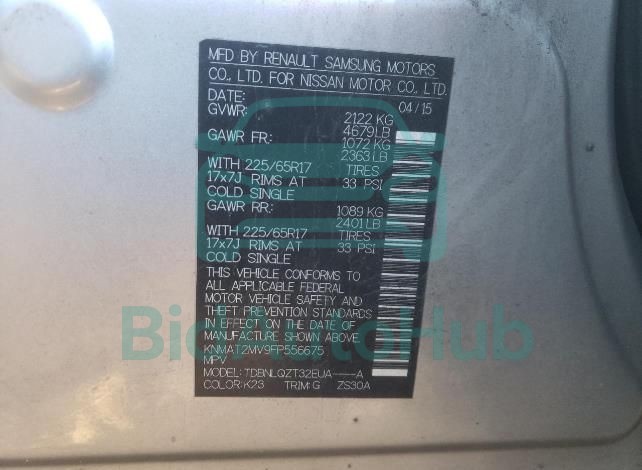 MFD BY RENAULT SAMSUNG MOTORS
CO., LTD. FOR NISSAN MOTOR CO., LTD.
DATE: 04/15
GVWR: 2122 KG
4679LB
GAWR FR: 1072 KG
2363 LB
WITH 225/65R17 TIRES
17x7J RIMS AT 33 PSI
COLD SINGLE
GAWR RR: 1089 KG
2401 LB
WITH 225/65R17 TIRES
17x7J RIMS AT 33 PSI
COLD SINGLE
THIS VEHICLE CONFORMS TO
ALL APPLICABLE FEDERAL
MOTOR VEHICLE SAFETY AND
THEFT PREVENTION STANDARDS
IN EFFECT ON THE DATE OF
MANUFACTURE SHOWN ABOVE.
BidAutoHub
KNMAT2MV9FP556675
MPV
MODEL: TDBNLQZT32EUA----A
COLOR:K23 TRIM:G ZS30A